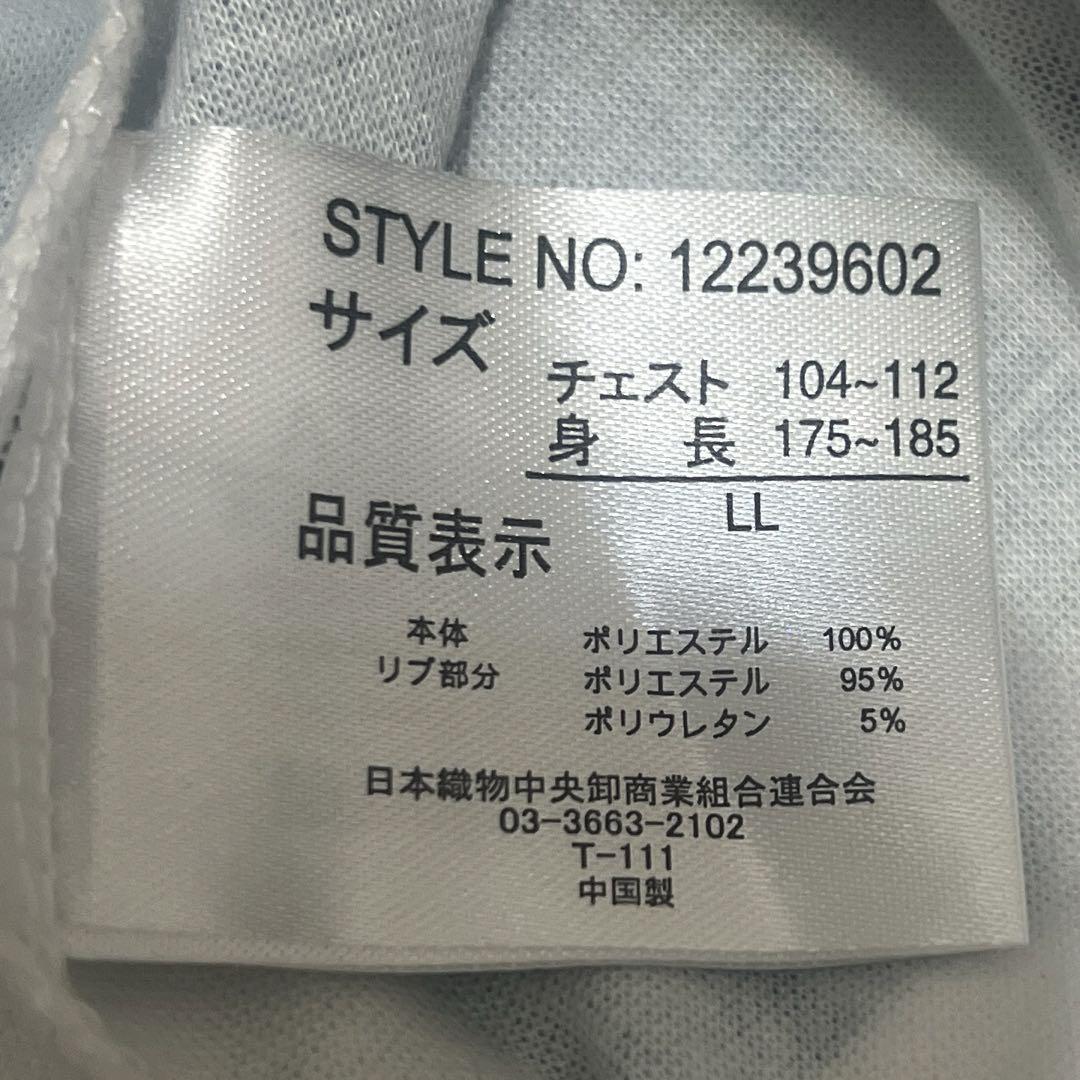 STYLE NO: 12239602
サイズ
チェスト 104~112
身長 175~185
LL
品質表示
本体 ポリエステル 100%
リブ部分 ポリエステル 95%
ポリウレタン 5%
日本織物中央卸商業組合連合会
03-3663-2102
T-111
中国製